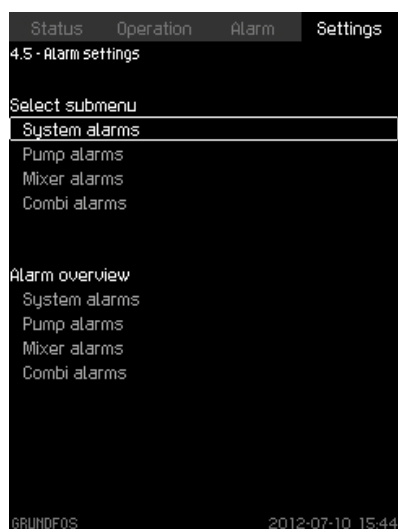 Status Operation Alarm Settings
4.5 - Alarm settings
Select submenu
System alarms
Pump alarms
Mixer alarms
Combi alarms
Alarm overview
System alarms
Pump alarms
Mixer alarms
Combi alarms
GRUNDFOS 2012-07-10 15:44